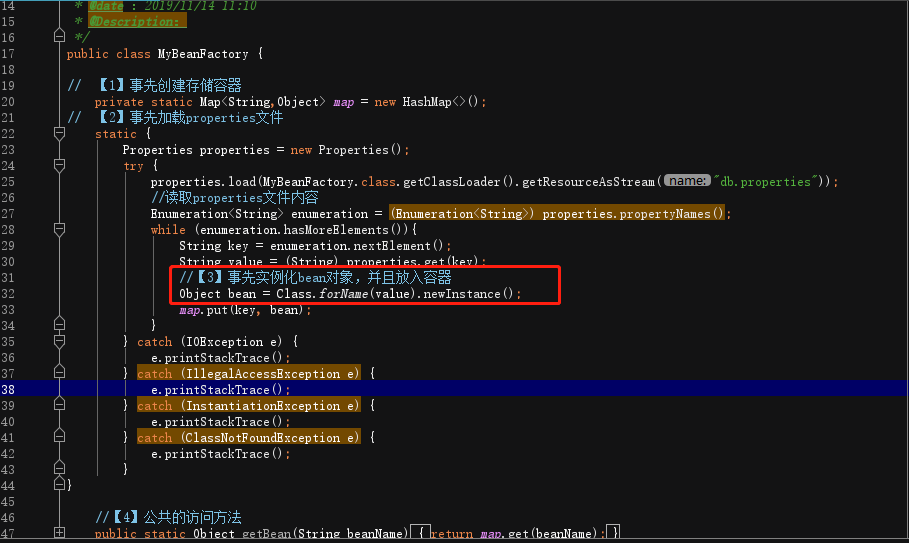 14 * @date : 2019/11/14 11:10
15 * @Description:
16 */
17 public class MyBeanFactory {
18
19 // 【1】事先创建存储容器
20 private static Map<String,Object> map = new HashMap<>();
21 // 【2】事先加载properties文件
22 static {
23 Properties properties = new Properties();
24 try {
25 properties.load(MyBeanFactory.class.getClassLoader().getResourceAsStream( name: "db.properties"));
26 //读取properties文件内容
27 Enumeration<String> enumeration = (Enumeration<String>) properties.propertyNames();
28 while (enumeration.hasMoreElements()){
29 String key = enumeration.nextElement();
30 String value = (String) properties.get(key);
31 //【3】事先实例化bean对象，并且放入容器
32 Object bean = Class.forName(value).newInstance();
33 map.put(key, bean);
34 }
35 } catch (IOException e) {
36 e.printStackTrace();
37 } catch (IllegalAccessException e) {
38 e.printStackTrace();
39 } catch (InstantiationException e) {
40 e.printStackTrace();
41 } catch (ClassNotFoundException e) {
42 e.printStackTrace();
43 }
44 }
45
46 //【4】公共的访问方法
47 public static Object getBean(String beanName) { return map.get(beanName); }